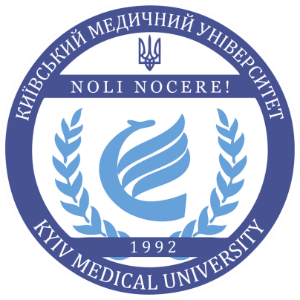 КИЇВСЬКИЙ МЕДИЧНИЙ УНІВЕРСИТЕТ
NOLI NOCERE!
1992
KYIV MEDICAL UNIVERSITY